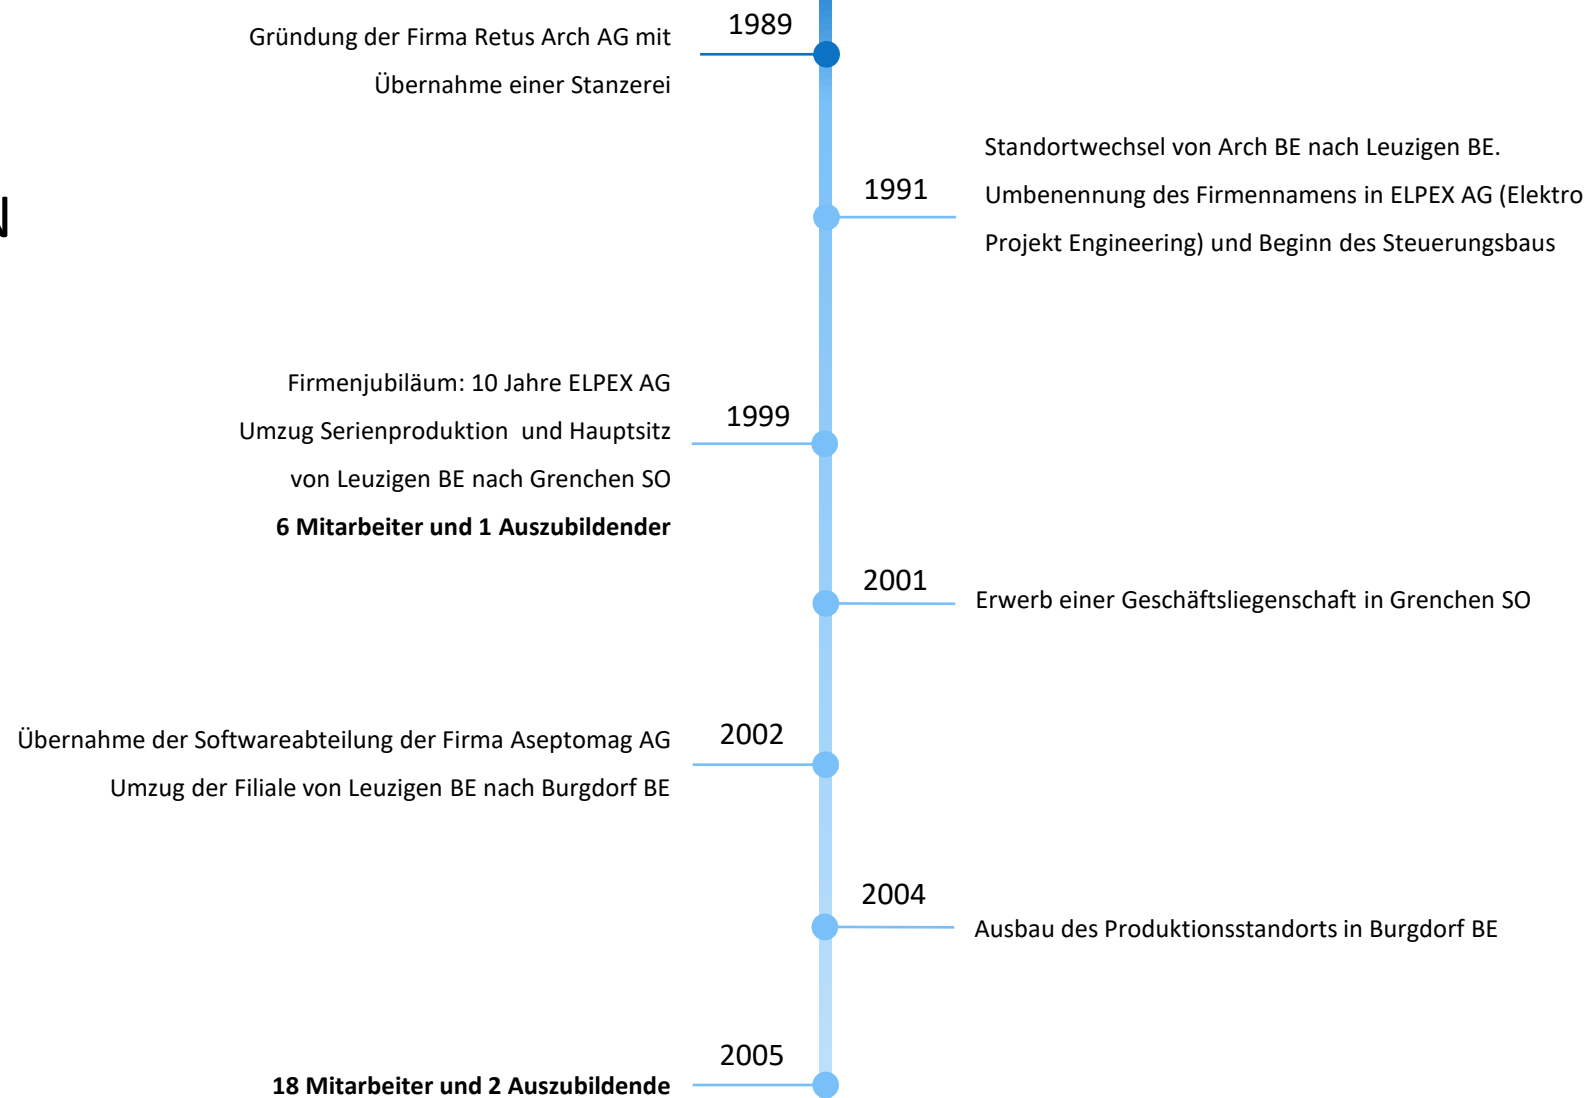 1989
Gründung der Firma Retus Arch AG mit
Übernahme einer Stanzerei
N
1991
Standortwechsel von Arch BE nach Leuzigen BE.
Umbenennung des Firmennamens in ELPEX AG (Elektro
Projekt Engineering) und Beginn des Steuerungsbaus
1999
Firmenjubiläum: 10 Jahre ELPEX AG
Umzug Serienproduktion und Hauptsitz
von Leuzigen BE nach Grenchen SO
6 Mitarbeiter und 1 Auszubildender
2001
Erwerb einer Geschäftsliegenschaft in Grenchen SO
2002
Übernahme der Softwareabteilung der Firma Aseptomag AG
Umzug der Filiale von Leuzigen BE nach Burgdorf BE
2004
Ausbau des Produktionsstandorts in Burgdorf BE
2005
18 Mitarbeiter und 2 Auszubildende